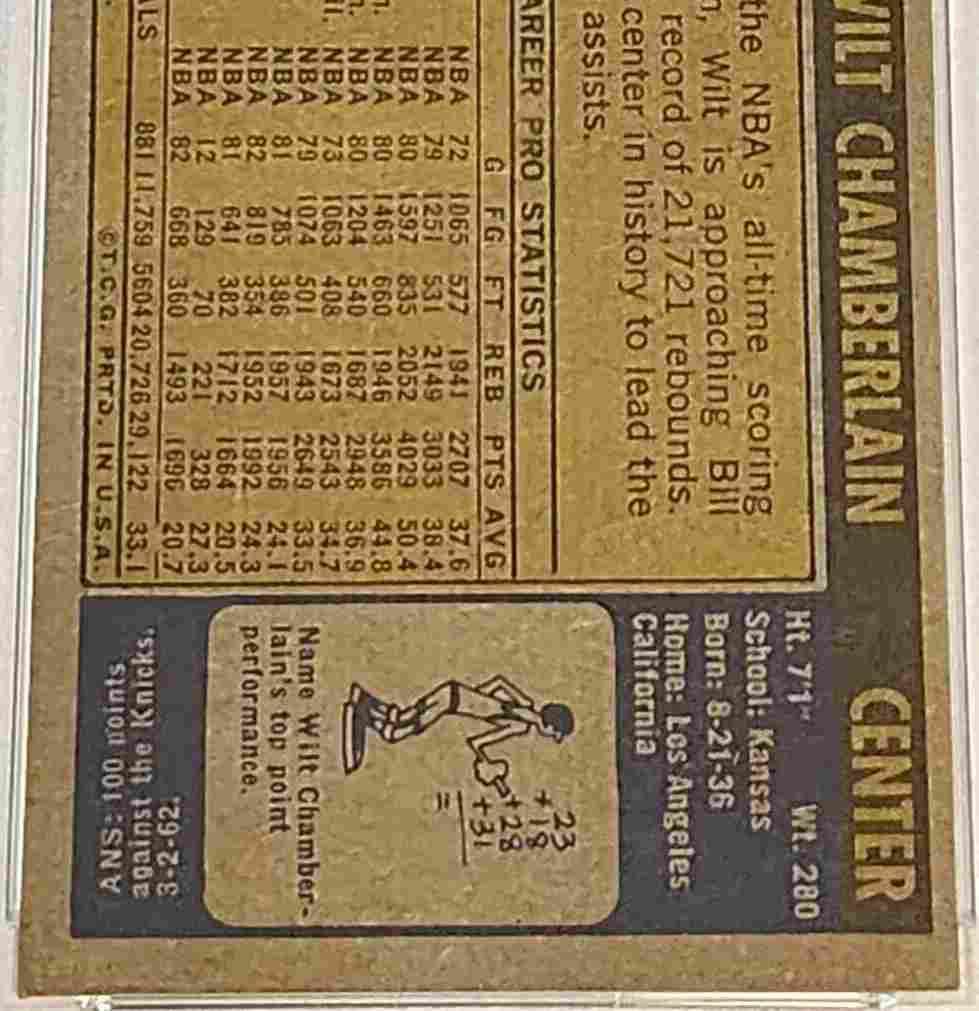 WILT CHAMBERLAIN CENTER
the NBA's all-time scoring
n, Wilt is approaching Bill
record of 21,721 rebounds.
center in history to lead the
assists.
AREER PRO STATISTICS
G FG FT REB PTS AVG
NBA 72 1065 577 1941 2707 37.6
NBA 79 1251 531 2149 3033 38.4
NBA 80 1597 835 2052 4029 50.4
n. NBA 80 1463 660 1946 3586 44.8
n. NBA 80 1204 540 1687 2948 36.9
il. NBA 73 1063 408 1673 2543 34.7
NBA 79 1074 501 1943 2649 33.5
NBA 81 785 386 1957 1956 24.1
NBA 82 819 354 1952 1992 24.3
NBA 81 641 382 1712 1664 20.5
NBA 12 129 70 221 328 27.3
NBA 82 668 360 1493 1696 20.7
ALS 881 11,759 5604 20,726 29,122 33.1
©T.C.G. PRTD. IN U.S.A.
Ht. 7'1" Wt. 280
School: Kansas
Born: 8-21-36
Home: Los Angeles
California
23
+18
+28
+31
=
Name Wilt Chamber-
lain's top point
performance.
ANS: 100 points
against the Knicks.
3-2-62.